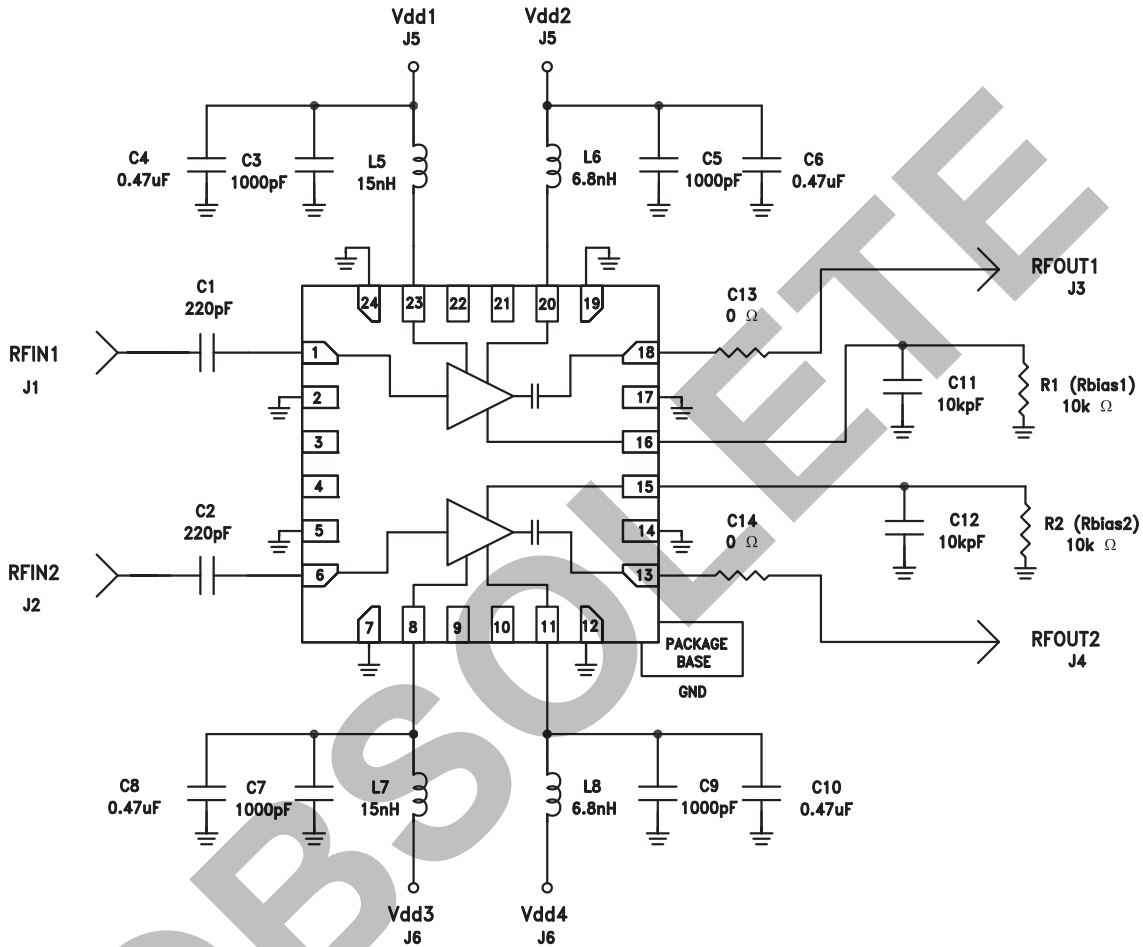 Vdd1
J5
Vdd2
J5
C4
0.47uF
C3
1000pF
L5
15nH
L6
6.8nH
C5
1000pF
C6
0.47uF
C1
220pF
24
23
22
21
20
19
C13
0 Ω
RFOUT1
J3
RFIN1
J1
1
18
2
17
C11
10kpF
R1 (Rbias1)
10k Ω
3
16
4
15
C2
220pF
5
14
C14
0 Ω
C12
10kpF
R2 (Rbias2)
10k Ω
RFIN2
J2
6
13
7
8
9
10
11
12
PACKAGE
BASE
GND
RFOUT2
J4
C8
0.47uF
C7
1000pF
L7
15nH
L8
6.8nH
C9
1000pF
C10
0.47uF
Vdd3
J6
Vdd4
J6
OBSOLETE